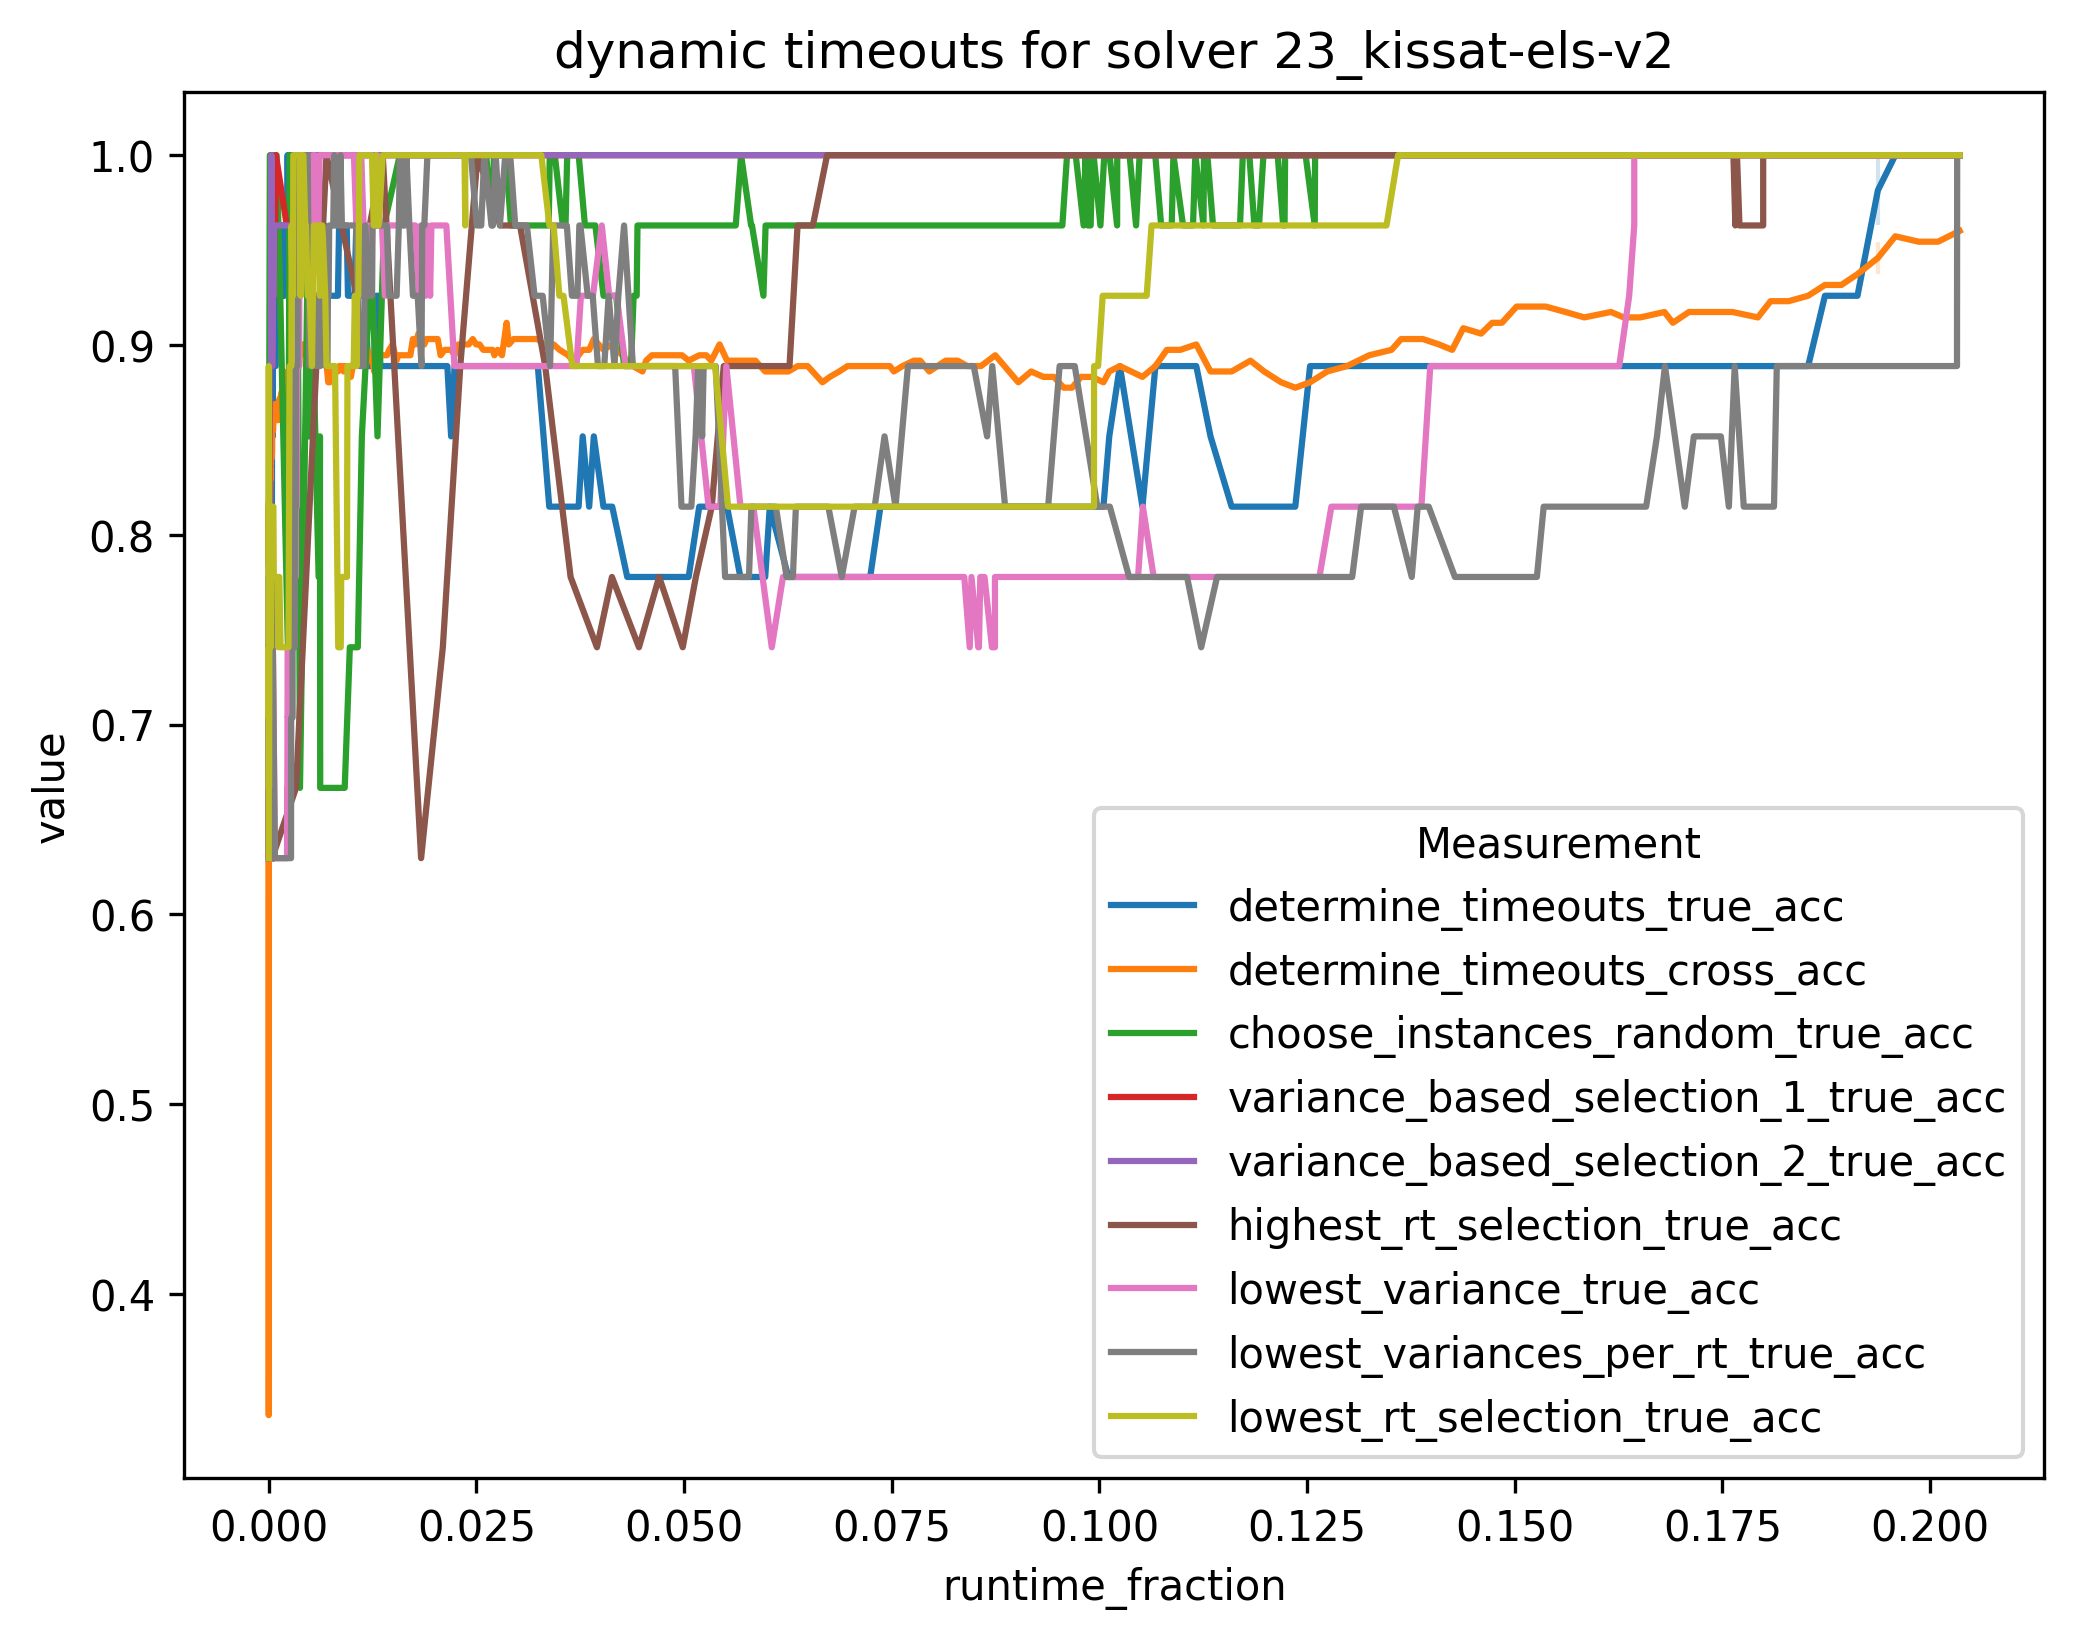 dynamic timeouts for solver 23_kissat-els-v2
1.0
0.9
0.8
0.7
0.6
0.5
0.4
value
Measurement
determine_timeouts_true_acc
determine_timeouts_cross_acc
choose_instances_random_true_acc
variance_based_selection_1_true_acc
variance_based_selection_2_true_acc
highest_rt_selection_true_acc
lowest_variance_true_acc
lowest_variances_per_rt_true_acc
lowest_rt_selection_true_acc
0.000 0.025 0.050 0.075 0.100 0.125 0.150 0.175 0.200
runtime_fraction